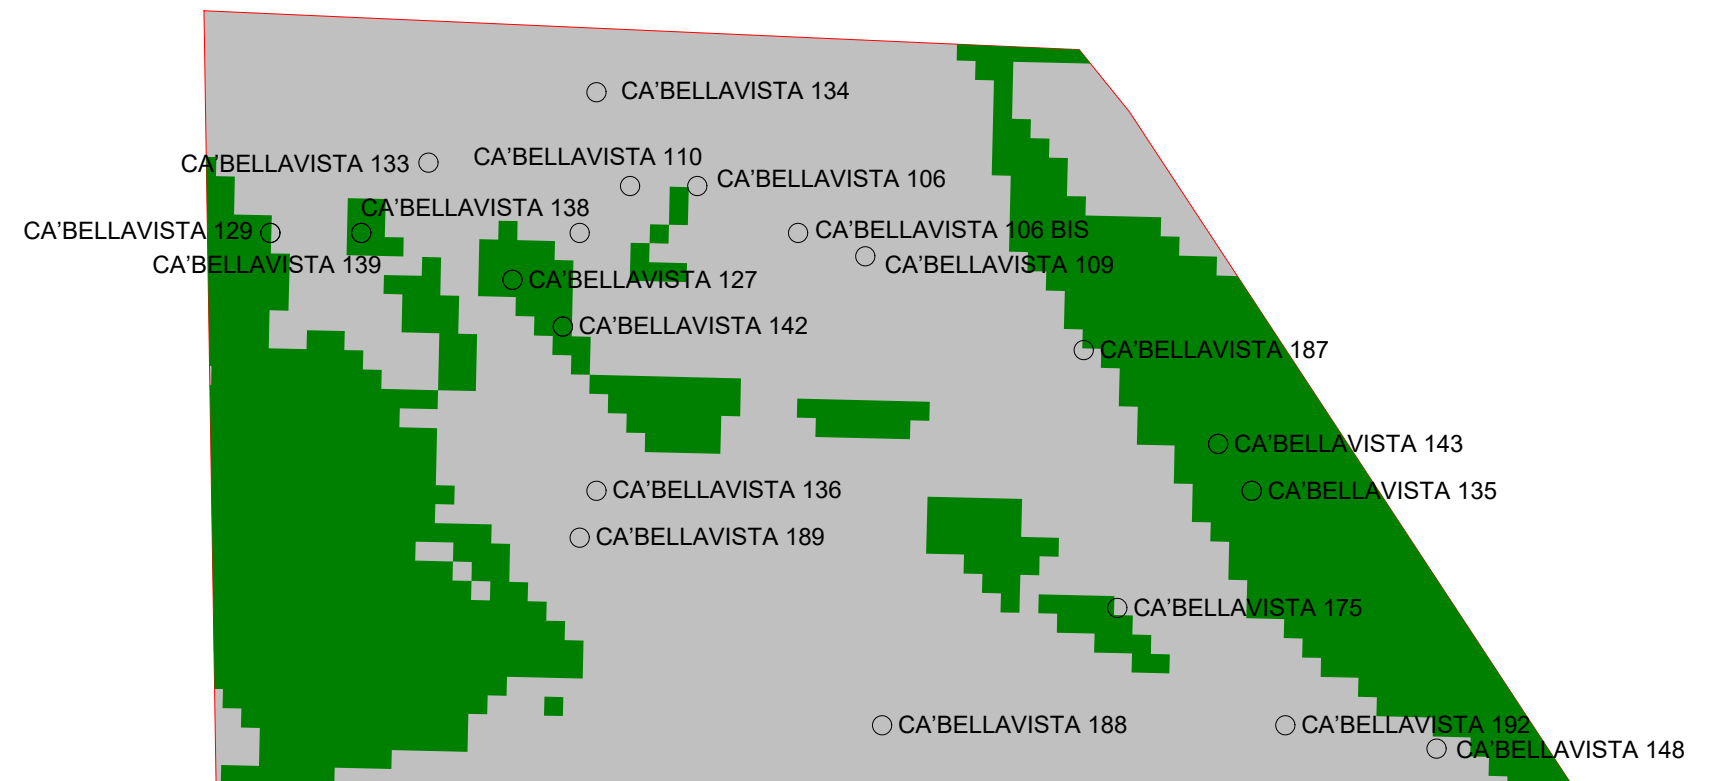 CA'BELLAVISTA 134
CA'BELLAVISTA 133
CA'BELLAVISTA 110
CA'BELLAVISTA 106
CA'BELLAVISTA 138
CA'BELLAVISTA 129
CA'BELLAVISTA 106 BIS
CA'BELLAVISTA 139
CA'BELLAVISTA 109
CA'BELLAVISTA 127
CA'BELLAVISTA 142
CA'BELLAVISTA 187
CA'BELLAVISTA 143
CA'BELLAVISTA 136
CA'BELLAVISTA 135
CA'BELLAVISTA 189
CA'BELLAVISTA 175
CA'BELLAVISTA 188
CA'BELLAVISTA 192
CA'BELLAVISTA 148